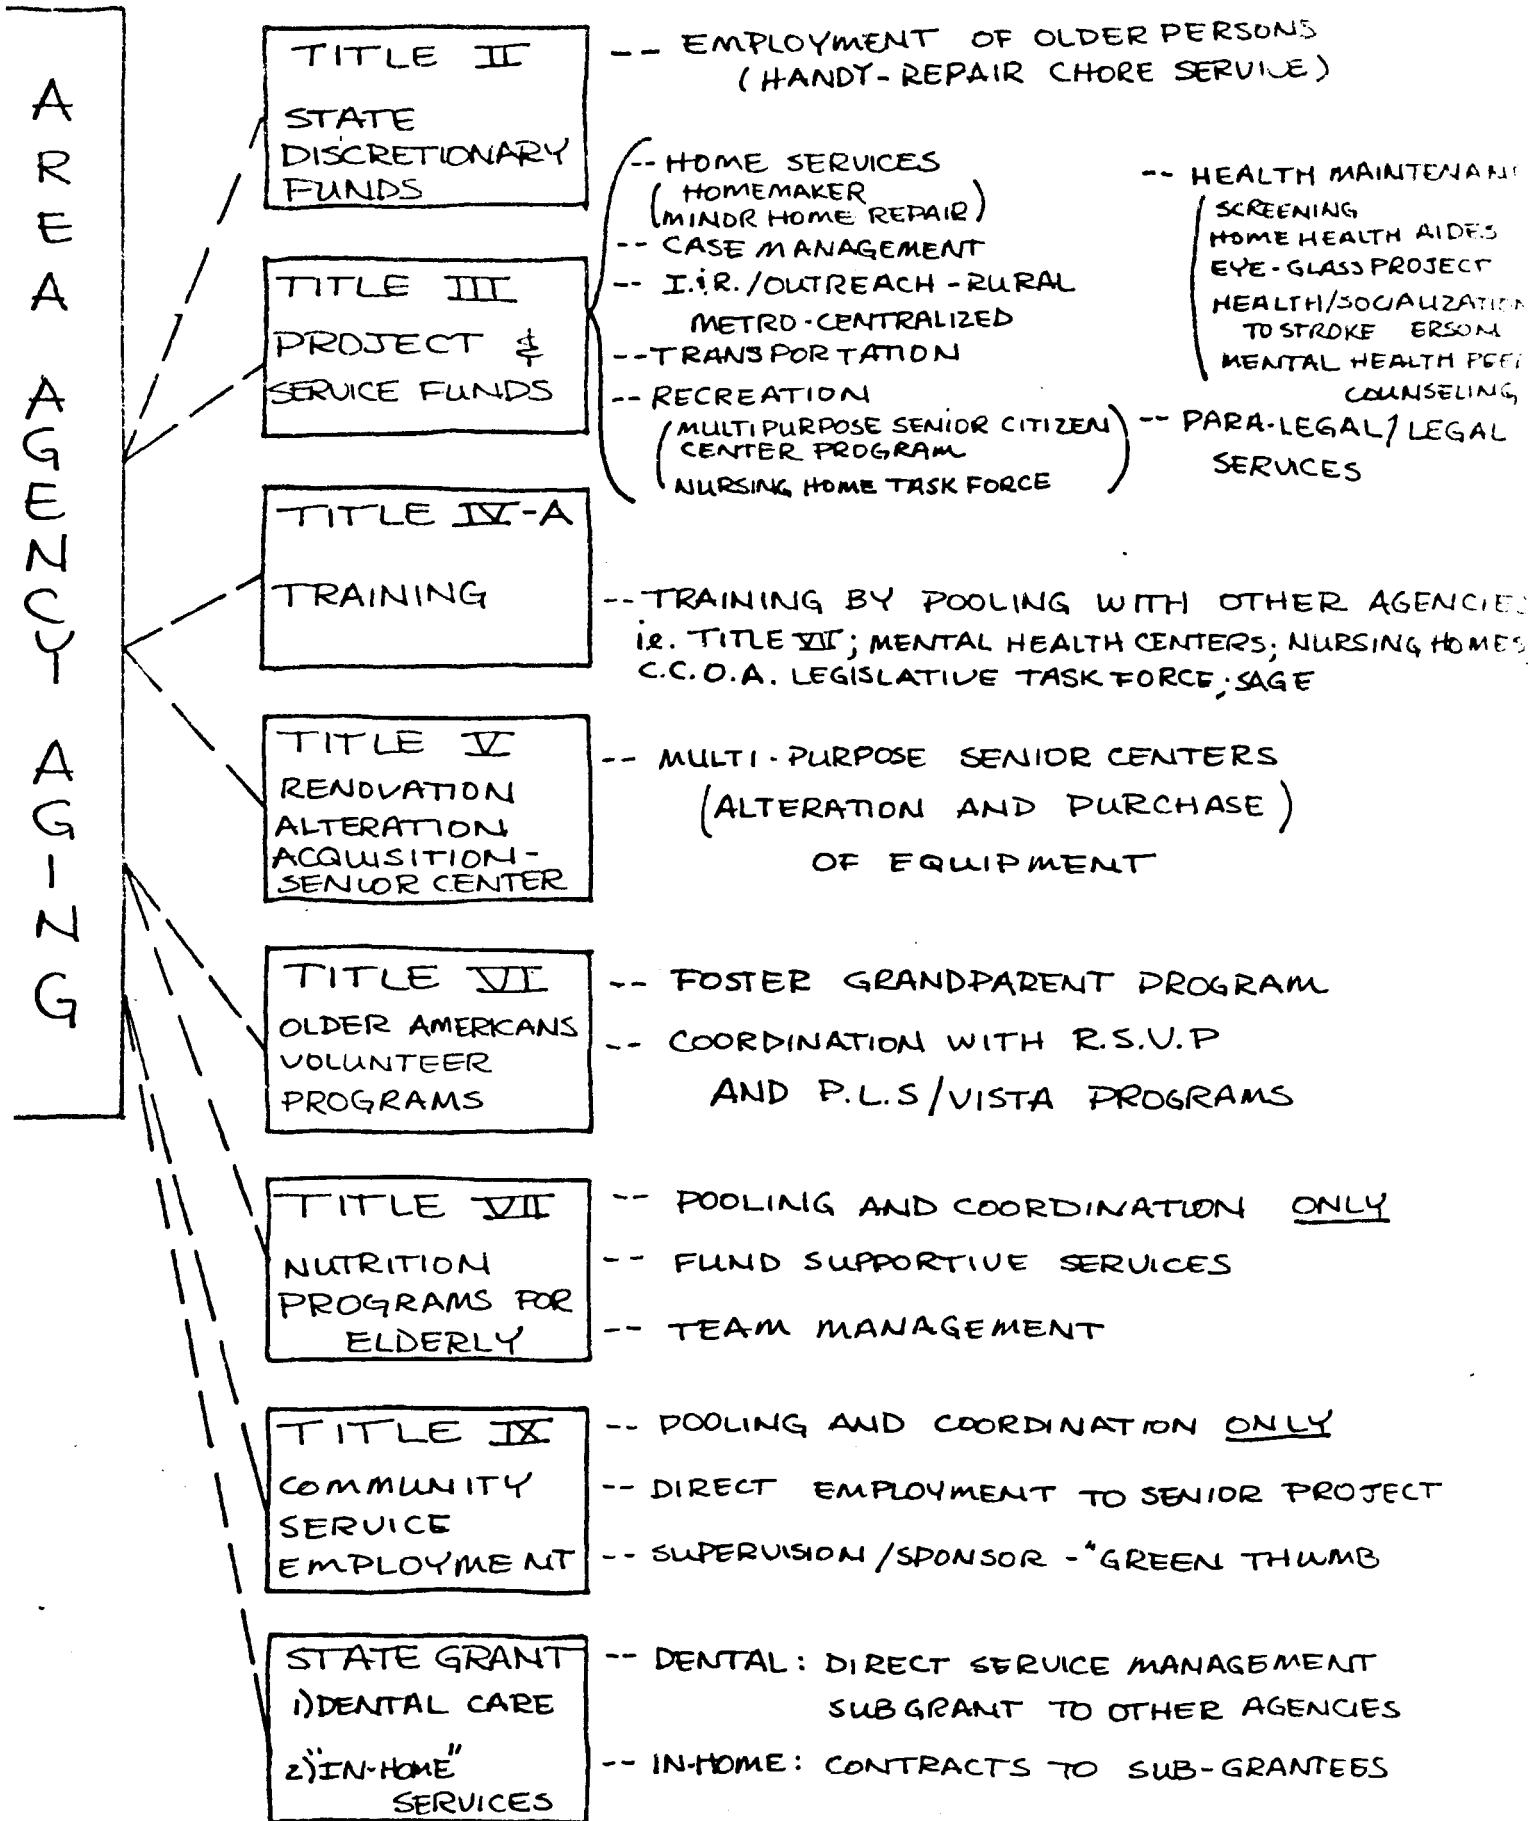 AREA AGENCY AGING
TITLE II
STATE
DISCRETIONARY
FUNDS
-- EMPLOYMENT OF OLDER PERSONS
(HANDY-REPAIR CHORE SERVICE)
TITLE III
PROJECT &
SERVICE FUNDS
-- HOME SERVICES
(HOMEMAKER
MINOR HOME REPAIR)
-- CASE MANAGEMENT
-- I.&R./OUTREACH - RURAL
METRO-CENTRALIZED
-- TRANSPORTATION
-- RECREATION
(MULTIPURPOSE SENIOR CITIZEN
CENTER PROGRAM
NURSING HOME TASK FORCE)
-- HEALTH MAINTENAN
SCREENING
HOME HEALTH AIDES
EYE-GLASS PROJECT
HEALTH/SOCIALIZATION
TO STROKE ERSON
MENTAL HEALTH PEE
COUNSELING
-- PARA-LEGAL/LEGAL
SERVICES
TITLE IV-A
TRAINING
-- TRAINING BY POOLING WITH OTHER AGENCIES
ie. TITLE VII; MENTAL HEALTH CENTERS; NURSING HOMES
C.C.O.A. LEGISLATIVE TASK FORCE; SAGE
TITLE V
RENOVATION
ALTERATION
ACQUISITION-
SENIOR CENTER
-- MULTI-PURPOSE SENIOR CENTERS
(ALTERATION AND PURCHASE)
OF EQUIPMENT
TITLE VI
OLDER AMERICANS
VOLUNTEER
PROGRAMS
-- FOSTER GRANDPARENT PROGRAM
-- COORDINATION WITH R.S.V.P
AND P.L.S/VISTA PROGRAMS
TITLE VII
NUTRITION
PROGRAMS FOR
ELDERLY
-- POOLING AND COORDINATION ONLY
-- FUND SUPPORTIVE SERVICES
-- TEAM MANAGEMENT
TITLE IX
COMMUNITY
SERVICE
EMPLOYMENT
-- POOLING AND COORDINATION ONLY
-- DIRECT EMPLOYMENT TO SENIOR PROJECT
-- SUPERVISION/SPONSOR - "GREEN THUMB
STATE GRANT
1) DENTAL CARE
2) "IN-HOME"
SERVICES
-- DENTAL: DIRECT SERVICE MANAGEMENT
SUBGRANT TO OTHER AGENCIES
-- IN-HOME: CONTRACTS TO SUB-GRANTEES